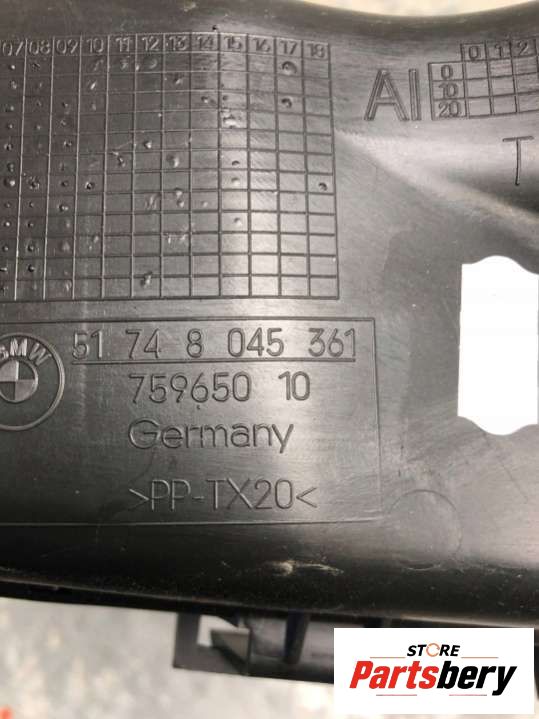 07 08 09 10 11 12 13 14 15 16 17 18
AI
0 1 2
0
10
20
T
BMW
51 74 8 045 361
759650 10
Germany
>PP-TX20<
STORE
Partsbery